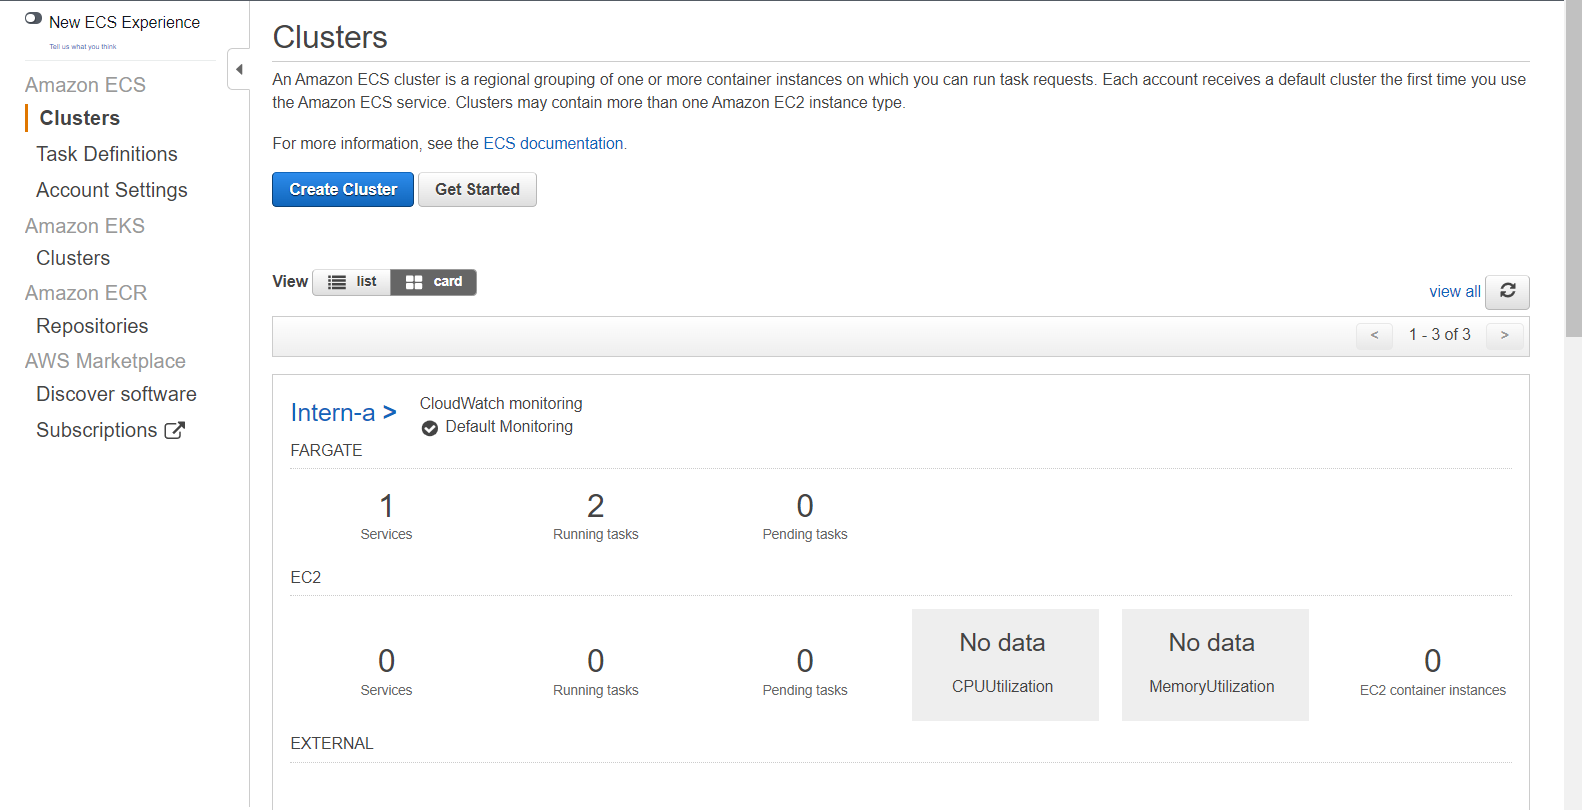 New ECS Experience
Tell us what you think
Amazon ECS
Clusters
Task Definitions
Account Settings
Amazon EKS
Clusters
Amazon ECR
Repositories
AWS Marketplace
Discover software
Subscriptions
Clusters
An Amazon ECS cluster is a regional grouping of one or more container instances on which you can run task requests. Each account receives a default cluster the first time you use
the Amazon ECS service. Clusters may contain more than one Amazon EC2 instance type.
For more information, see the ECS documentation.
Create Cluster Get Started
View list card
view all
< 1 - 3 of 3 >
Intern-a >
CloudWatch monitoring
Default Monitoring
FARGATE
1 2 0
Services Running tasks Pending tasks
EC2
No data No data
0 0 0 0
CPUUtilization MemoryUtilization
Services Running tasks Pending tasks EC2 container instances
EXTERNAL